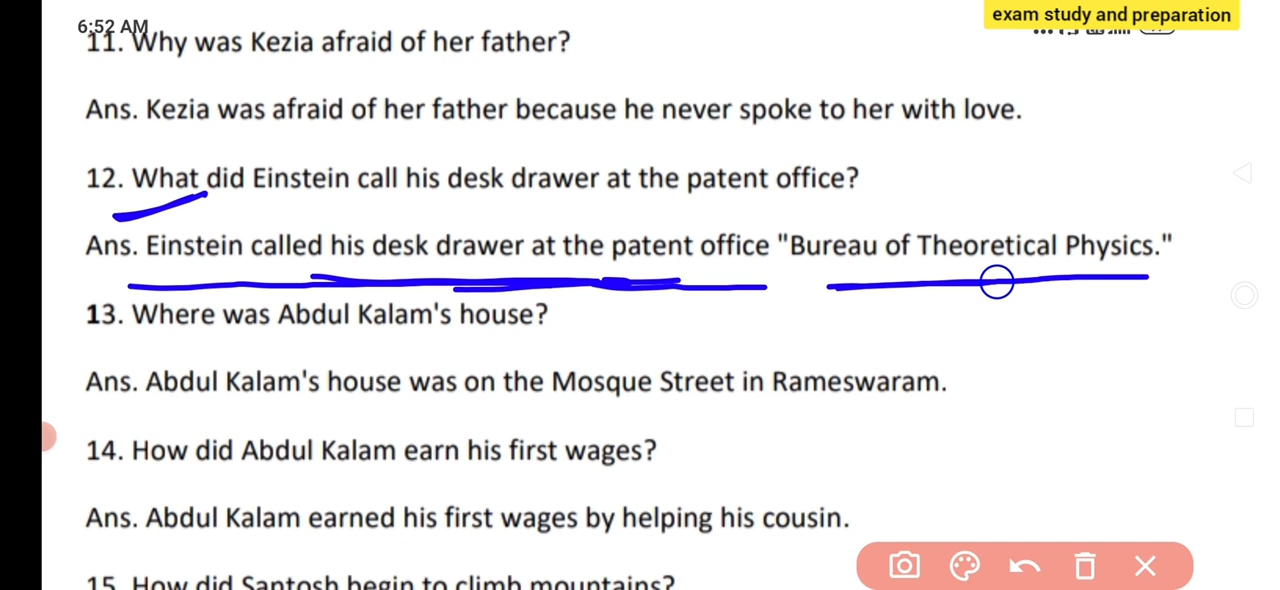 6:52 AM
exam study and preparation
11. Why was Kezia afraid of her father?
Ans. Kezia was afraid of her father because he never spoke to her with love.
12. What did Einstein call his desk drawer at the patent office?
Ans. Einstein called his desk drawer at the patent office "Bureau of Theoretical Physics."
13. Where was Abdul Kalam's house?
Ans. Abdul Kalam's house was on the Mosque Street in Rameswaram.
14. How did Abdul Kalam earn his first wages?
Ans. Abdul Kalam earned his first wages by helping his cousin.
15. How did Santosh begin to climb mountains?